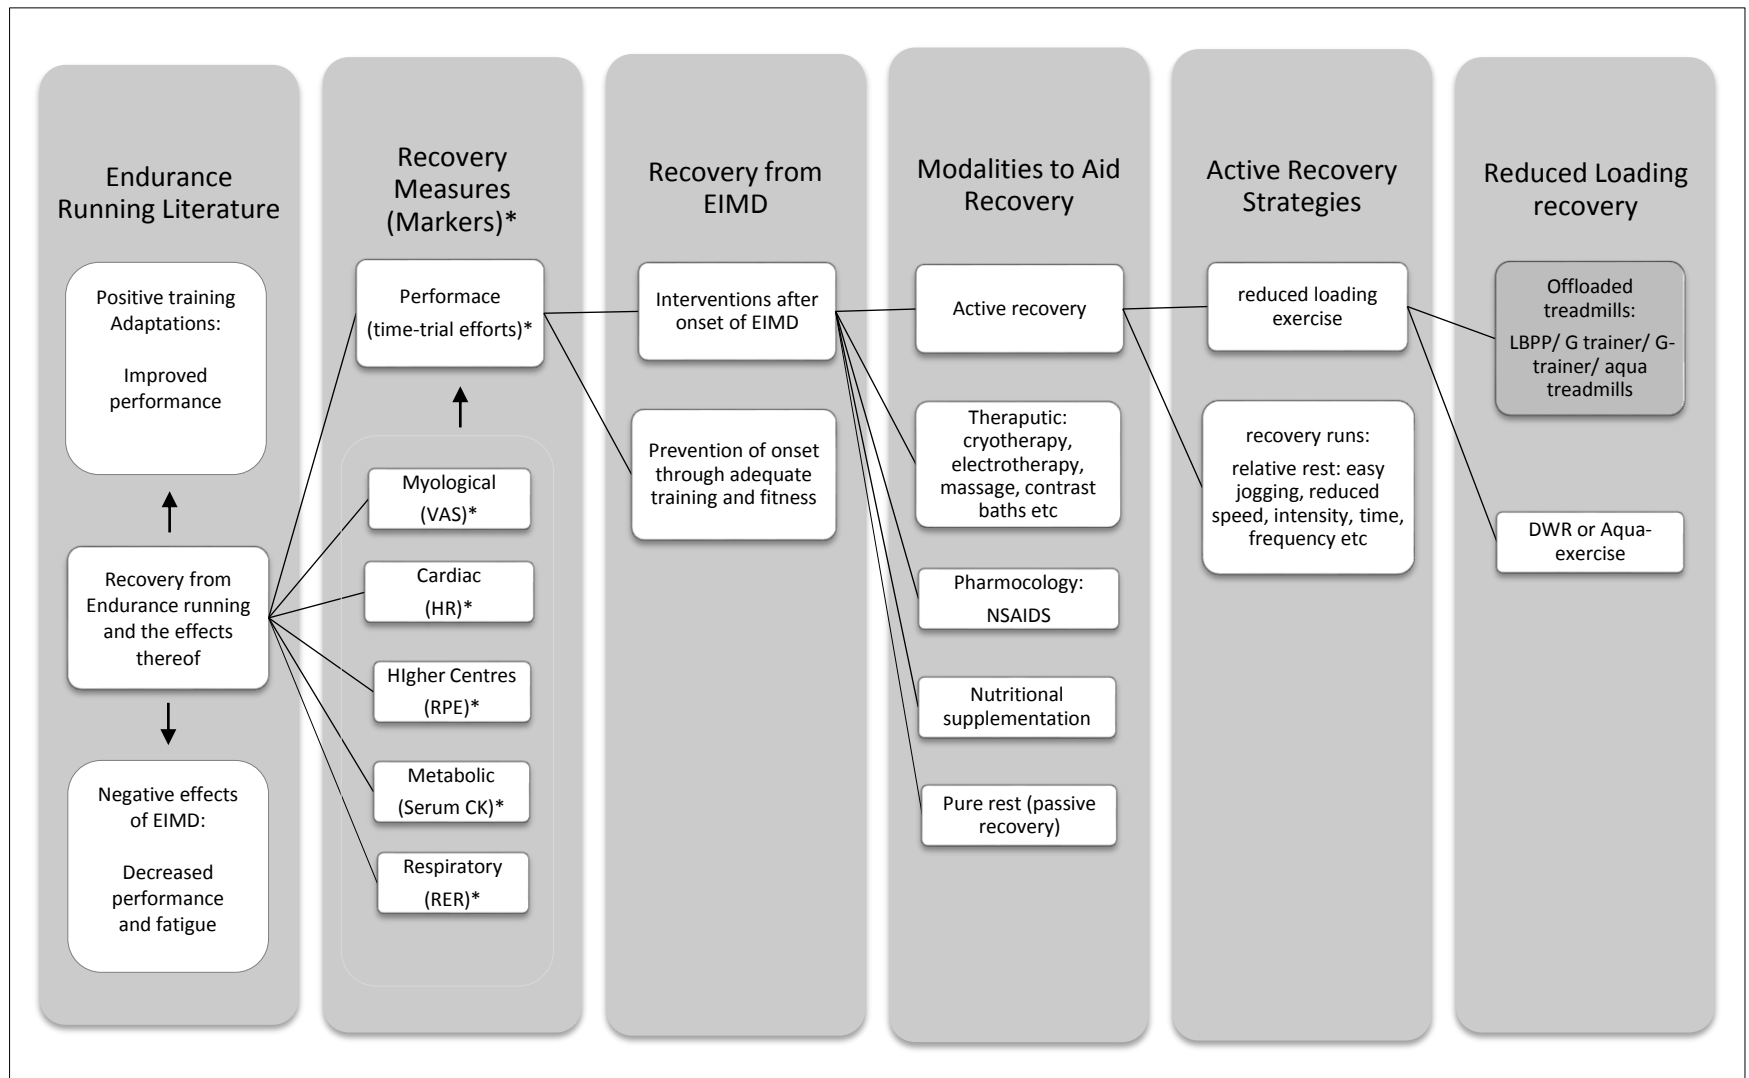 Endurance
Running Literature
Positive training
Adaptations:
Improved
performance
Recovery from
Endurance running
and the effects
thereof
Negative effects
of EIMD:
Decreased
performance
and fatigue
Recovery
Measures
(Markers)*
Performace
(time-trial efforts)*
Myological
(VAS)*
Cardiac
(HR)*
HIgher Centres
(RPE)*
Metabolic
(Serum CK)*
Respiratory
(RER)*
Recovery from
EIMD
Interventions after
onset of EIMD
Prevention of onset
through adequate
training and fitness
Modalities to Aid
Recovery
Active recovery
Theraputic:
cryotherapy,
electrotherapy,
massage, contrast
baths etc
Pharmocology:
NSAIDS
Nutritional
supplementation
Pure rest (passive
recovery)
Active Recovery
Strategies
reduced loading
exercise
recovery runs:
relative rest: easy
jogging, reduced
speed, intensity, time,
frequency etc
Reduced Loading
recovery
Offloaded
treadmills:
LBPP/ G trainer/ G-
trainer/ aqua
treadmills
DWR or Aqua-
exercise